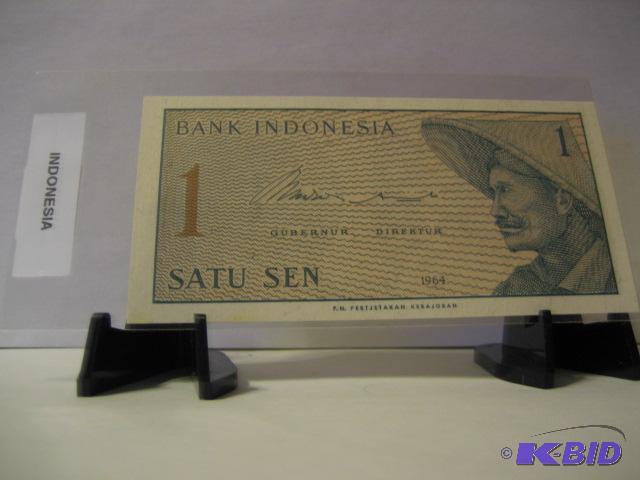 INDONESIA
BANK INDONESIA
1
1
GUBERNUR DIREKTUR
SATU SEN
1964
P.N. PERTJETAKAN KEBAJORAN
© K-BID